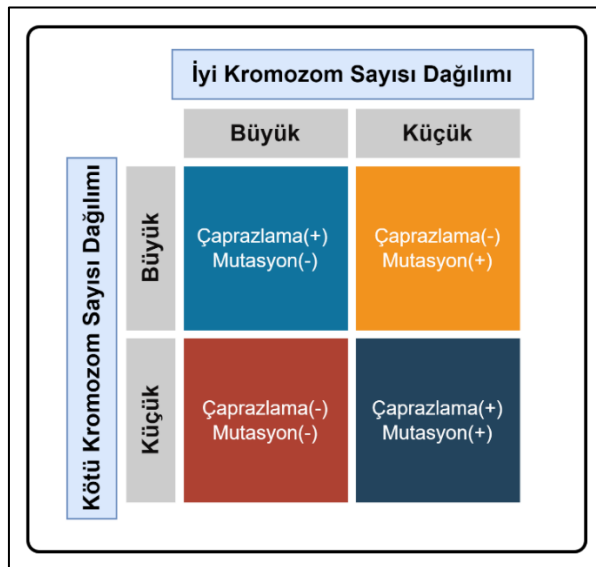 İyi Kromozom Sayısı Dağılımı
Büyük
Küçük
Kötü Kromozom Sayısı Dağılımı
Büyük
Çaprazlama(+)
Mutasyon(-)
Çaprazlama(-)
Mutasyon(+)
Küçük
Çaprazlama(-)
Mutasyon(-)
Çaprazlama(+)
Mutasyon(+)